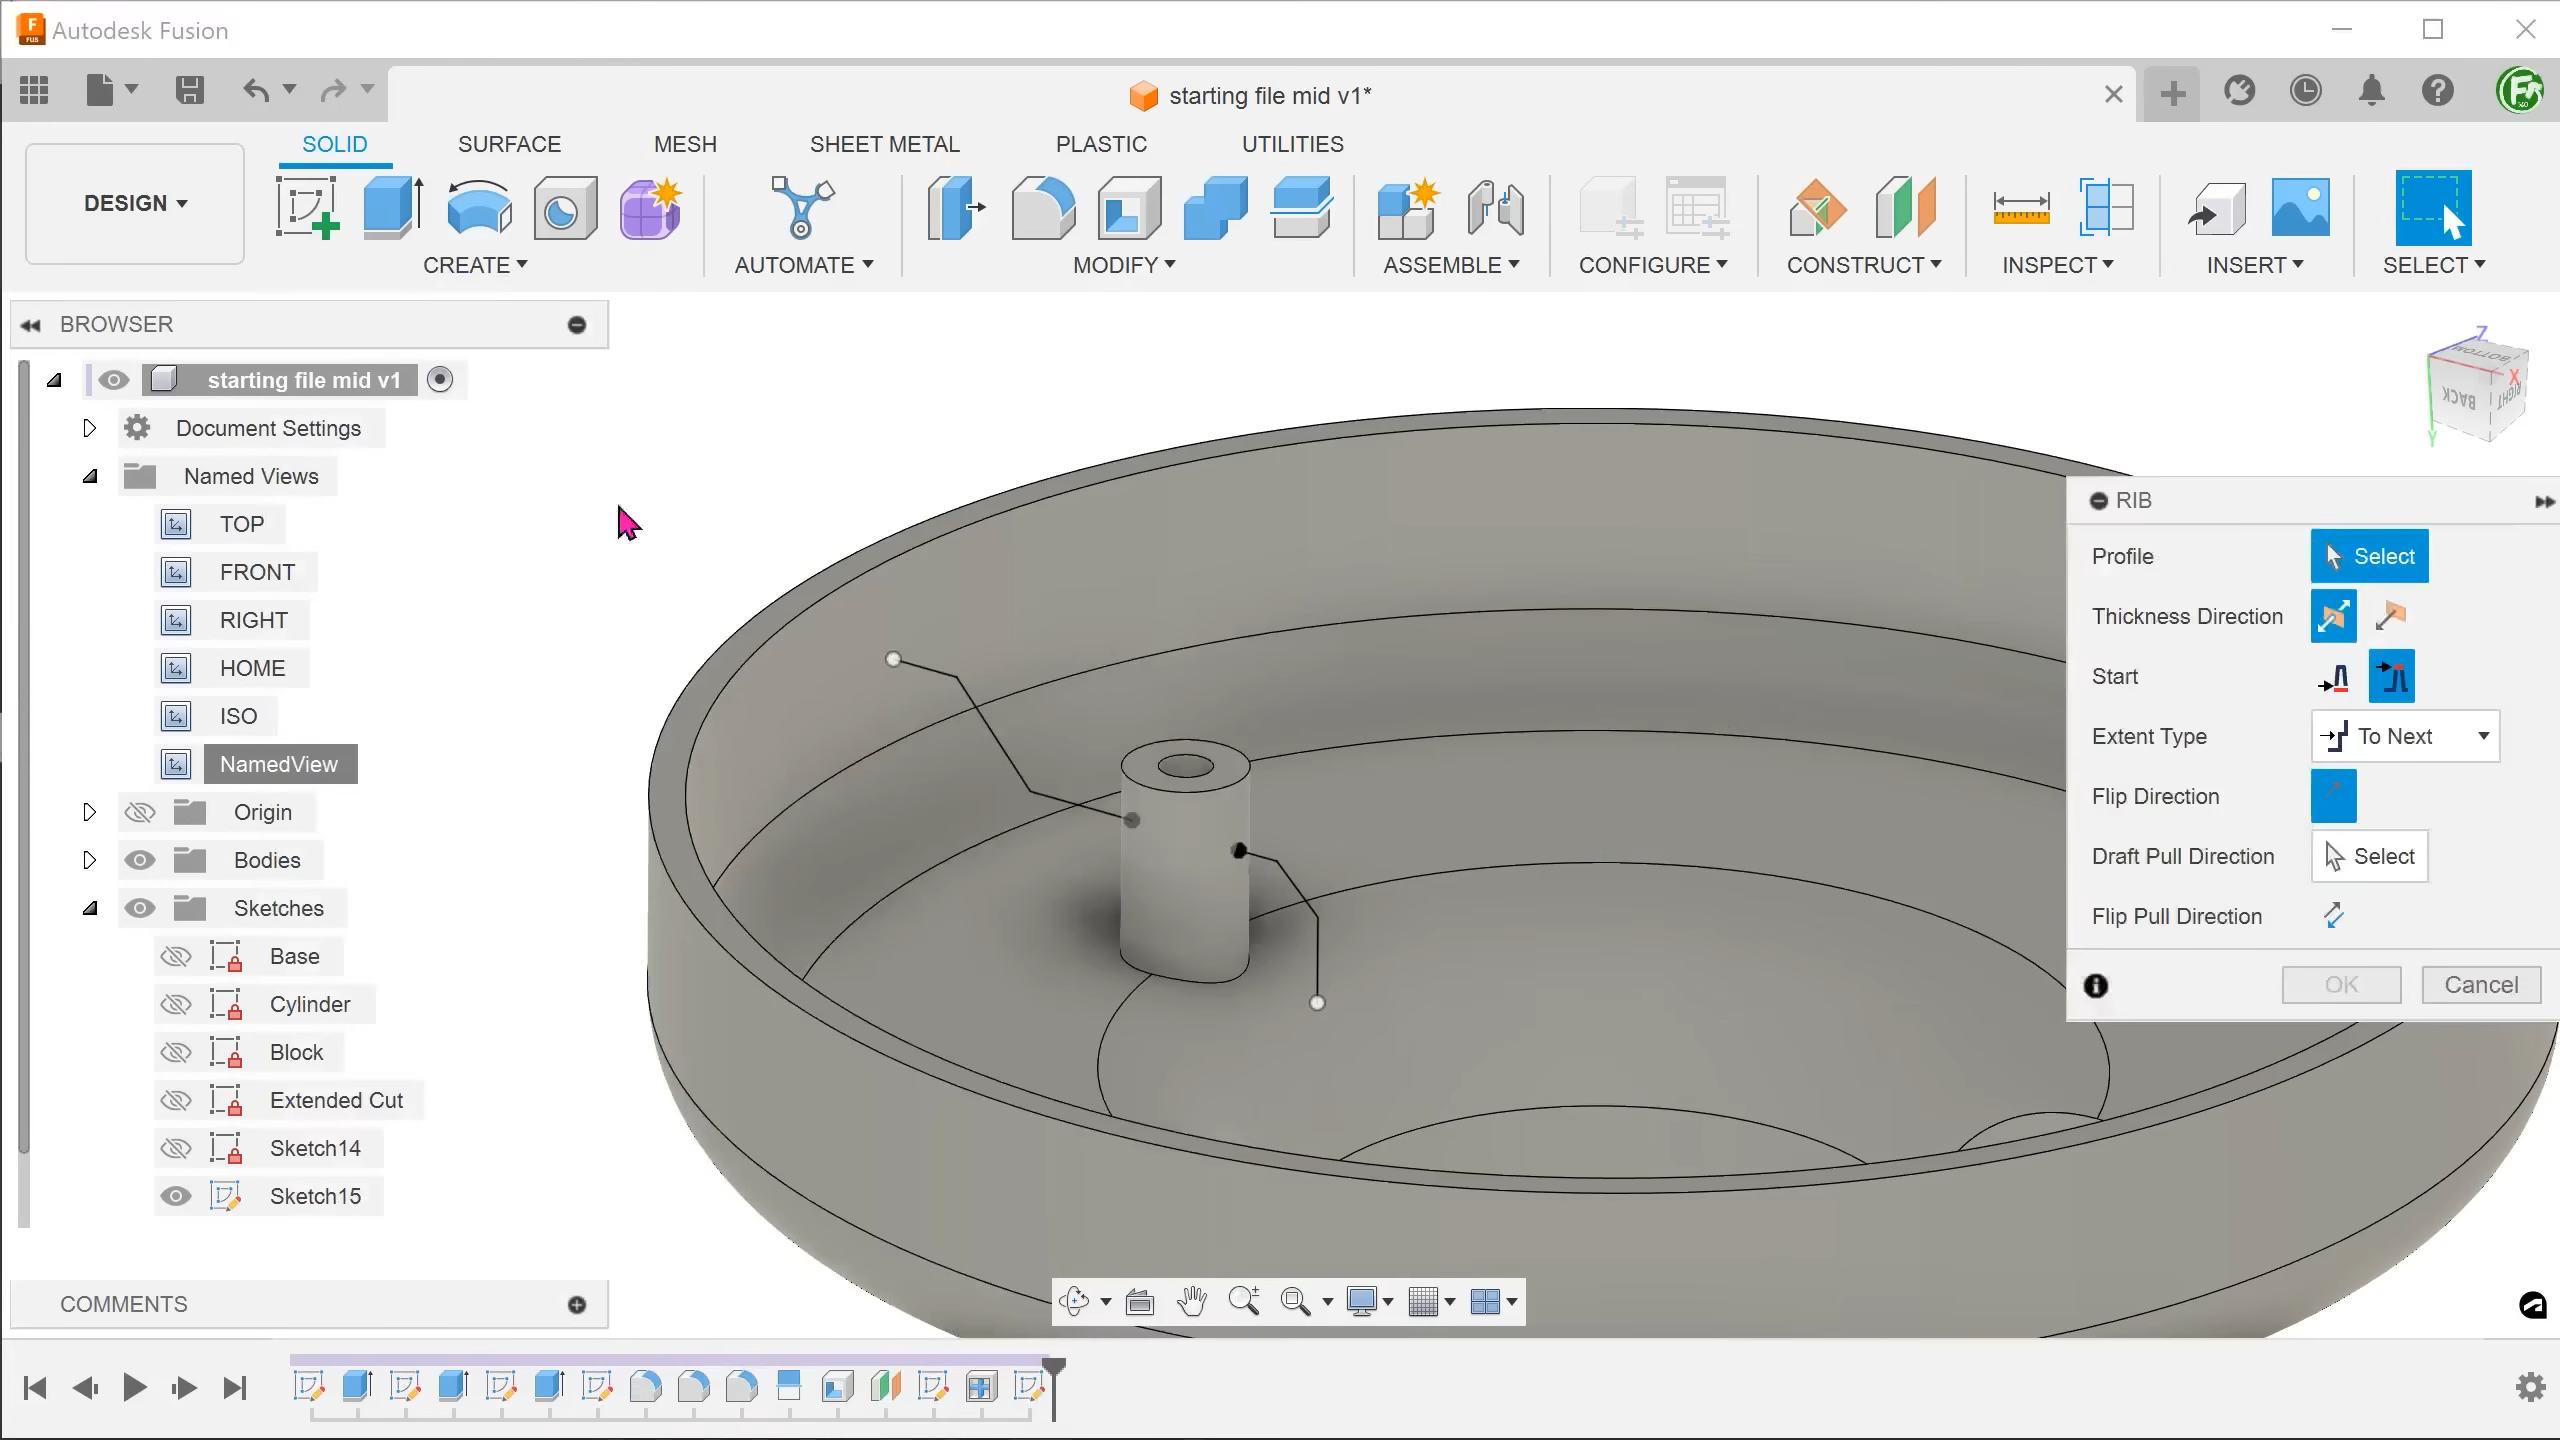 Autodesk Fusion
starting file mid v1*
SOLID SURFACE MESH SHEET METAL PLASTIC UTILITIES
DESIGN
CREATE AUTOMATE MODIFY ASSEMBLE CONFIGURE CONSTRUCT INSPECT INSERT SELECT
BROWSER
starting file mid v1
Document Settings
Named Views
TOP
FRONT
RIGHT
HOME
ISO
NamedView
Origin
Bodies
Sketches
Base
Cylinder
Block
Extended Cut
Sketch14
Sketch15
COMMENTS
Z
BOTTOM
X
BACK
RIGHT
Y
RIB
Profile Select
Thickness Direction
Start
Extent Type To Next
Flip Direction
Draft Pull Direction Select
Flip Pull Direction
OK Cancel